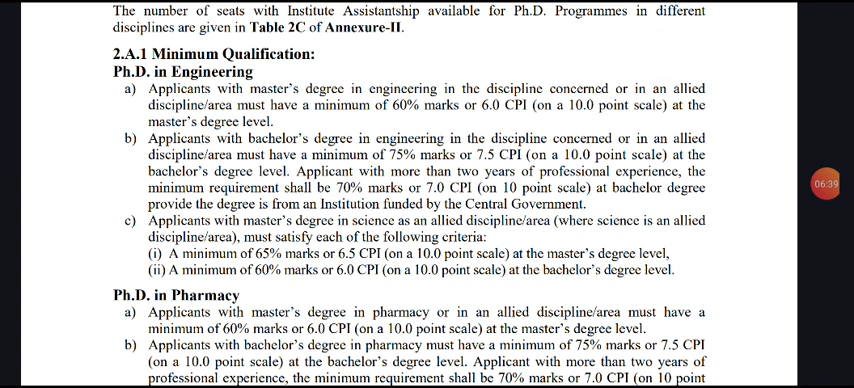 The number of seats with Institute Assistantship available for Ph.D. Programmes in different
disciplines are given in Table 2C of Annexure-II.
2.A.1 Minimum Qualification:
Ph.D. in Engineering
a) Applicants with master's degree in engineering in the discipline concerned or in an allied
discipline/area must have a minimum of 60% marks or 6.0 CPI (on a 10.0 point scale) at the
master's degree level.
b) Applicants with bachelor's degree in engineering in the discipline concerned or in an allied
discipline/area must have a minimum of 75% marks or 7.5 CPI (on a 10.0 point scale) at the
bachelor's degree level. Applicant with more than two years of professional experience, the
minimum requirement shall be 70% marks or 7.0 CPI (on 10 point scale) at bachelor degree
provide the degree is from an Institution funded by the Central Government.
c) Applicants with master's degree in science as an allied discipline/area (where science is an allied
discipline/area), must satisfy each of the following criteria:
(i) A minimum of 65% marks or 6.5 CPI (on a 10.0 point scale) at the master's degree level,
(ii) A minimum of 60% marks or 6.0 CPI (on a 10.0 point scale) at the bachelor's degree level.
Ph.D. in Pharmacy
a) Applicants with master's degree in pharmacy or in an allied discipline/area must have a
minimum of 60% marks or 6.0 CPI (on a 10.0 point scale) at the master's degree level.
b) Applicants with bachelor's degree in pharmacy must have a minimum of 75% marks or 7.5 CPI
(on a 10.0 point scale) at the bachelor's degree level. Applicant with more than two years of
professional experience, the minimum requirement shall be 70% marks or 7.0 CPI (on 10 point
06:39